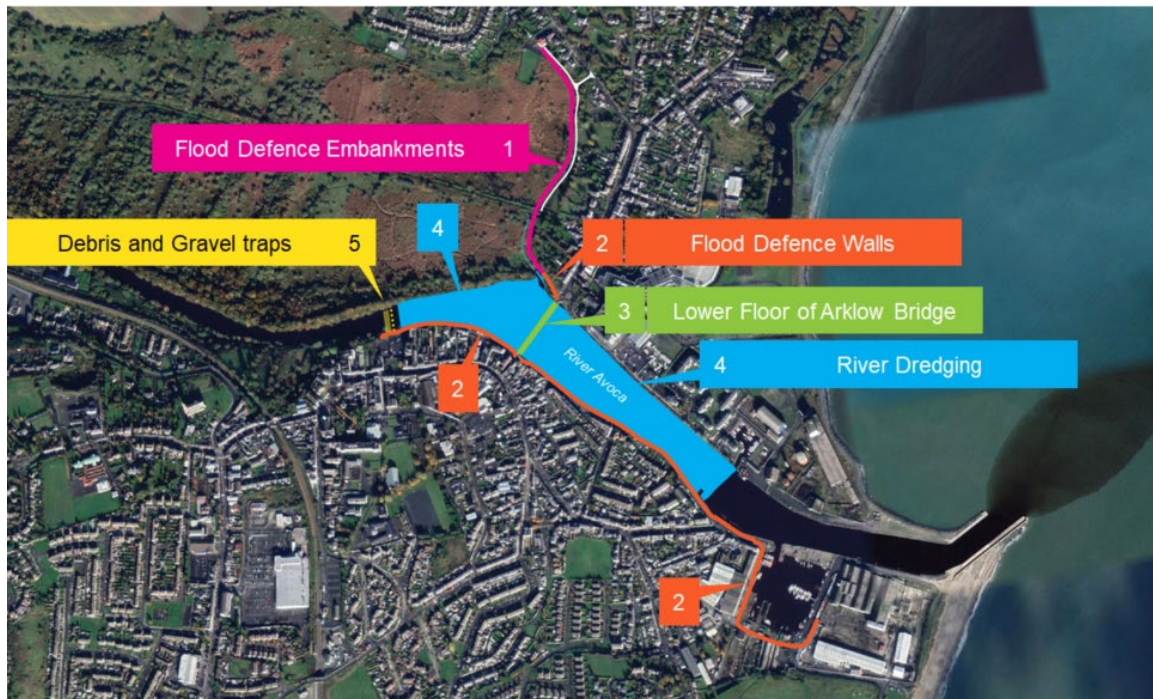 Flood Defence Embankments 1
Debris and Gravel traps 5
4
2 Flood Defence Walls
3 Lower Floor of Arklow Bridge
4 River Dredging
River Avoca
2
2